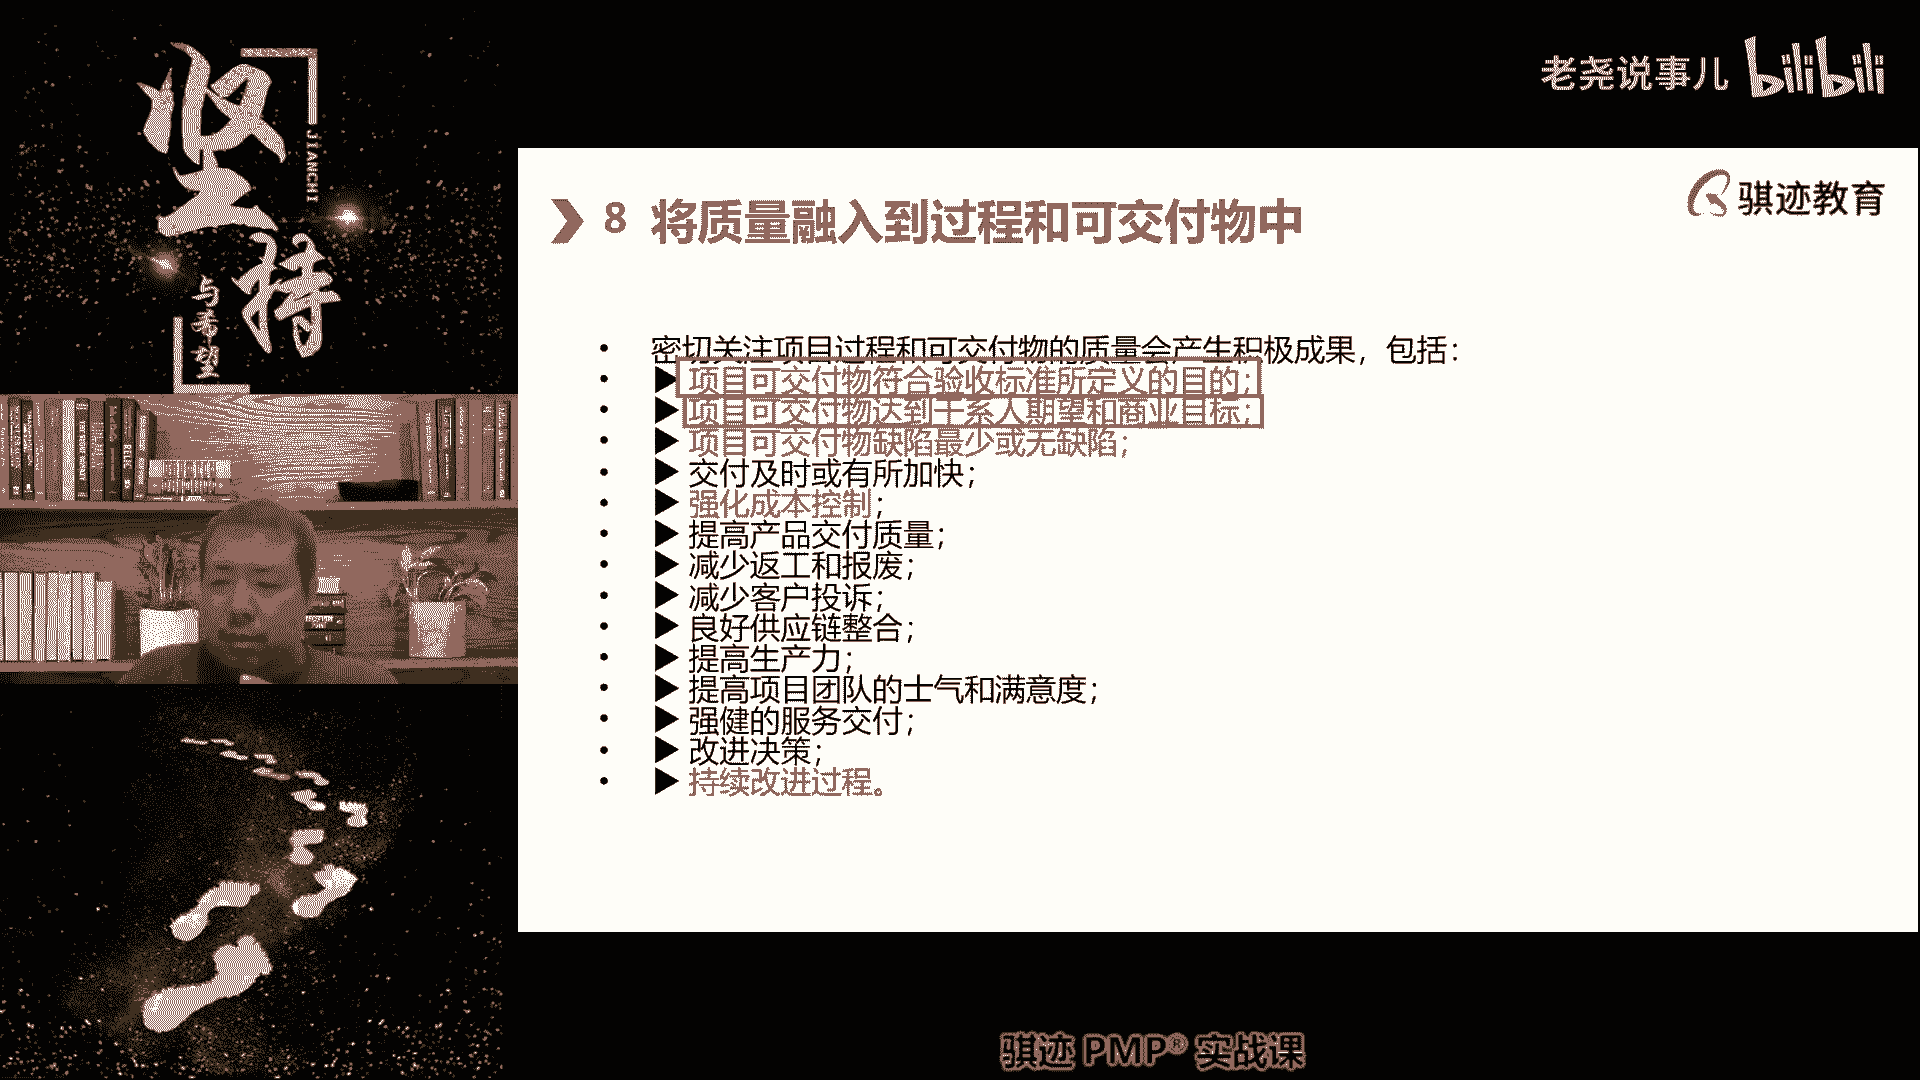 坚持
JIANCHI
与希望
老尧说事儿 bilibili
骐迹教育
8 将质量融入到过程和可交付物中
• 密切关注项目过程和可交付物的质量会产生积极成果，包括：
• ▶项目可交付物符合验收标准所定义的目的；
• ▶项目可交付物达到干系人期望和商业目标；
• ▶项目可交付物缺陷最少或无缺陷；
• ▶交付及时或有所加快；
• ▶强化成本控制；
• ▶提高产品交付质量；
• ▶减少返工和报废；
• ▶减少客户投诉；
• ▶良好供应链整合；
• ▶提高生产力；
• ▶提高项目团队的士气和满意度；
• ▶强健的服务交付；
• ▶改进决策；
• ▶持续改进过程。
骐迹 PMP® 实战课